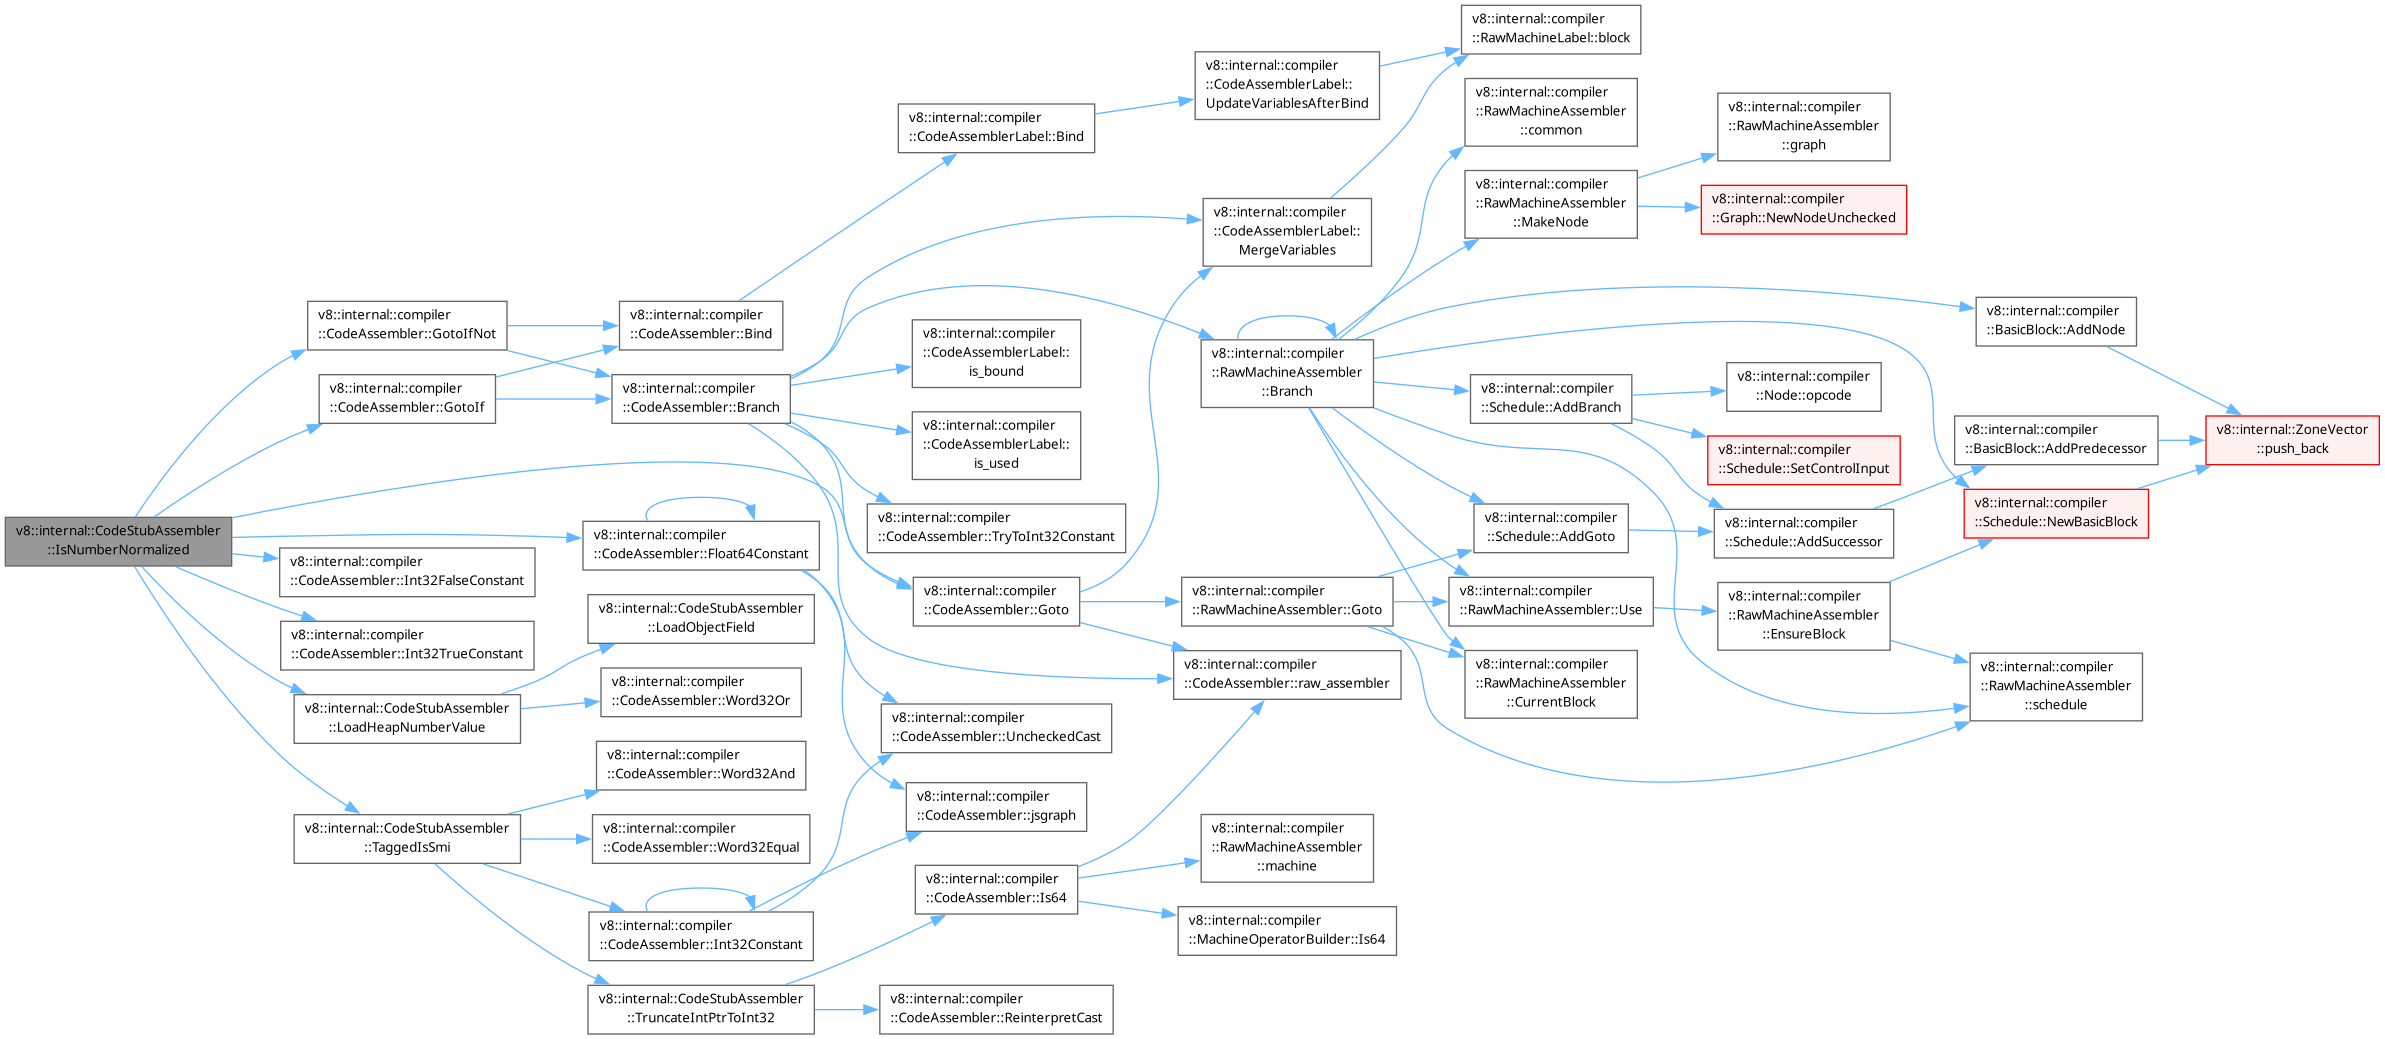 v8::internal::CodeStubAssembler
::IsNumberNormalized
v8::internal::compiler
::CodeAssembler::GotoIfNot
v8::internal::compiler
::CodeAssembler::GotoIf
v8::internal::compiler
::CodeAssembler::Int32FalseConstant
v8::internal::compiler
::CodeAssembler::Int32TrueConstant
v8::internal::CodeStubAssembler
::LoadHeapNumberValue
v8::internal::CodeStubAssembler
::TaggedIsSmi
v8::internal::compiler
::CodeAssembler::Bind
v8::internal::compiler
::CodeAssembler::Branch
v8::internal::compiler
::CodeAssembler::Float64Constant
v8::internal::CodeStubAssembler
::LoadObjectField
v8::internal::compiler
::CodeAssembler::Word32Or
v8::internal::compiler
::CodeAssembler::Word32And
v8::internal::compiler
::CodeAssembler::Word32Equal
v8::internal::compiler
::CodeAssembler::Int32Constant
v8::internal::CodeStubAssembler
::TruncateIntPtrToInt32
v8::internal::compiler
::CodeAssemblerLabel::Bind
v8::internal::compiler
::CodeAssemblerLabel::
is_bound
v8::internal::compiler
::CodeAssemblerLabel::
is_used
v8::internal::compiler
::CodeAssembler::TryToInt32Constant
v8::internal::compiler
::CodeAssembler::Goto
v8::internal::compiler
::CodeAssembler::UncheckedCast
v8::internal::compiler
::CodeAssembler::jsgraph
v8::internal::compiler
::CodeAssembler::Is64
v8::internal::compiler
::CodeAssembler::ReinterpretCast
v8::internal::compiler
::CodeAssemblerLabel::
UpdateVariablesAfterBind
v8::internal::compiler
::CodeAssemblerLabel::
MergeVariables
v8::internal::compiler
::RawMachineAssembler
::Branch
v8::internal::compiler
::RawMachineAssembler::Goto
v8::internal::compiler
::CodeAssembler::raw_assembler
v8::internal::compiler
::RawMachineAssembler
::machine
v8::internal::compiler
::MachineOperatorBuilder::Is64
v8::internal::compiler
::RawMachineLabel::block
v8::internal::compiler
::RawMachineAssembler
::common
v8::internal::compiler
::RawMachineAssembler
::MakeNode
v8::internal::compiler
::Schedule::AddBranch
v8::internal::compiler
::Schedule::AddGoto
v8::internal::compiler
::RawMachineAssembler::Use
v8::internal::compiler
::RawMachineAssembler
::CurrentBlock
v8::internal::compiler
::RawMachineAssembler
::graph
v8::internal::compiler
::Graph::NewNodeUnchecked
v8::internal::compiler
::Node::opcode
v8::internal::compiler
::Schedule::SetControlInput
v8::internal::compiler
::Schedule::AddSuccessor
v8::internal::compiler
::RawMachineAssembler
::EnsureBlock
v8::internal::compiler
::BasicBlock::AddNode
v8::internal::compiler
::BasicBlock::AddPredecessor
v8::internal::compiler
::Schedule::NewBasicBlock
v8::internal::compiler
::RawMachineAssembler
::schedule
v8::internal::ZoneVector
::push_back